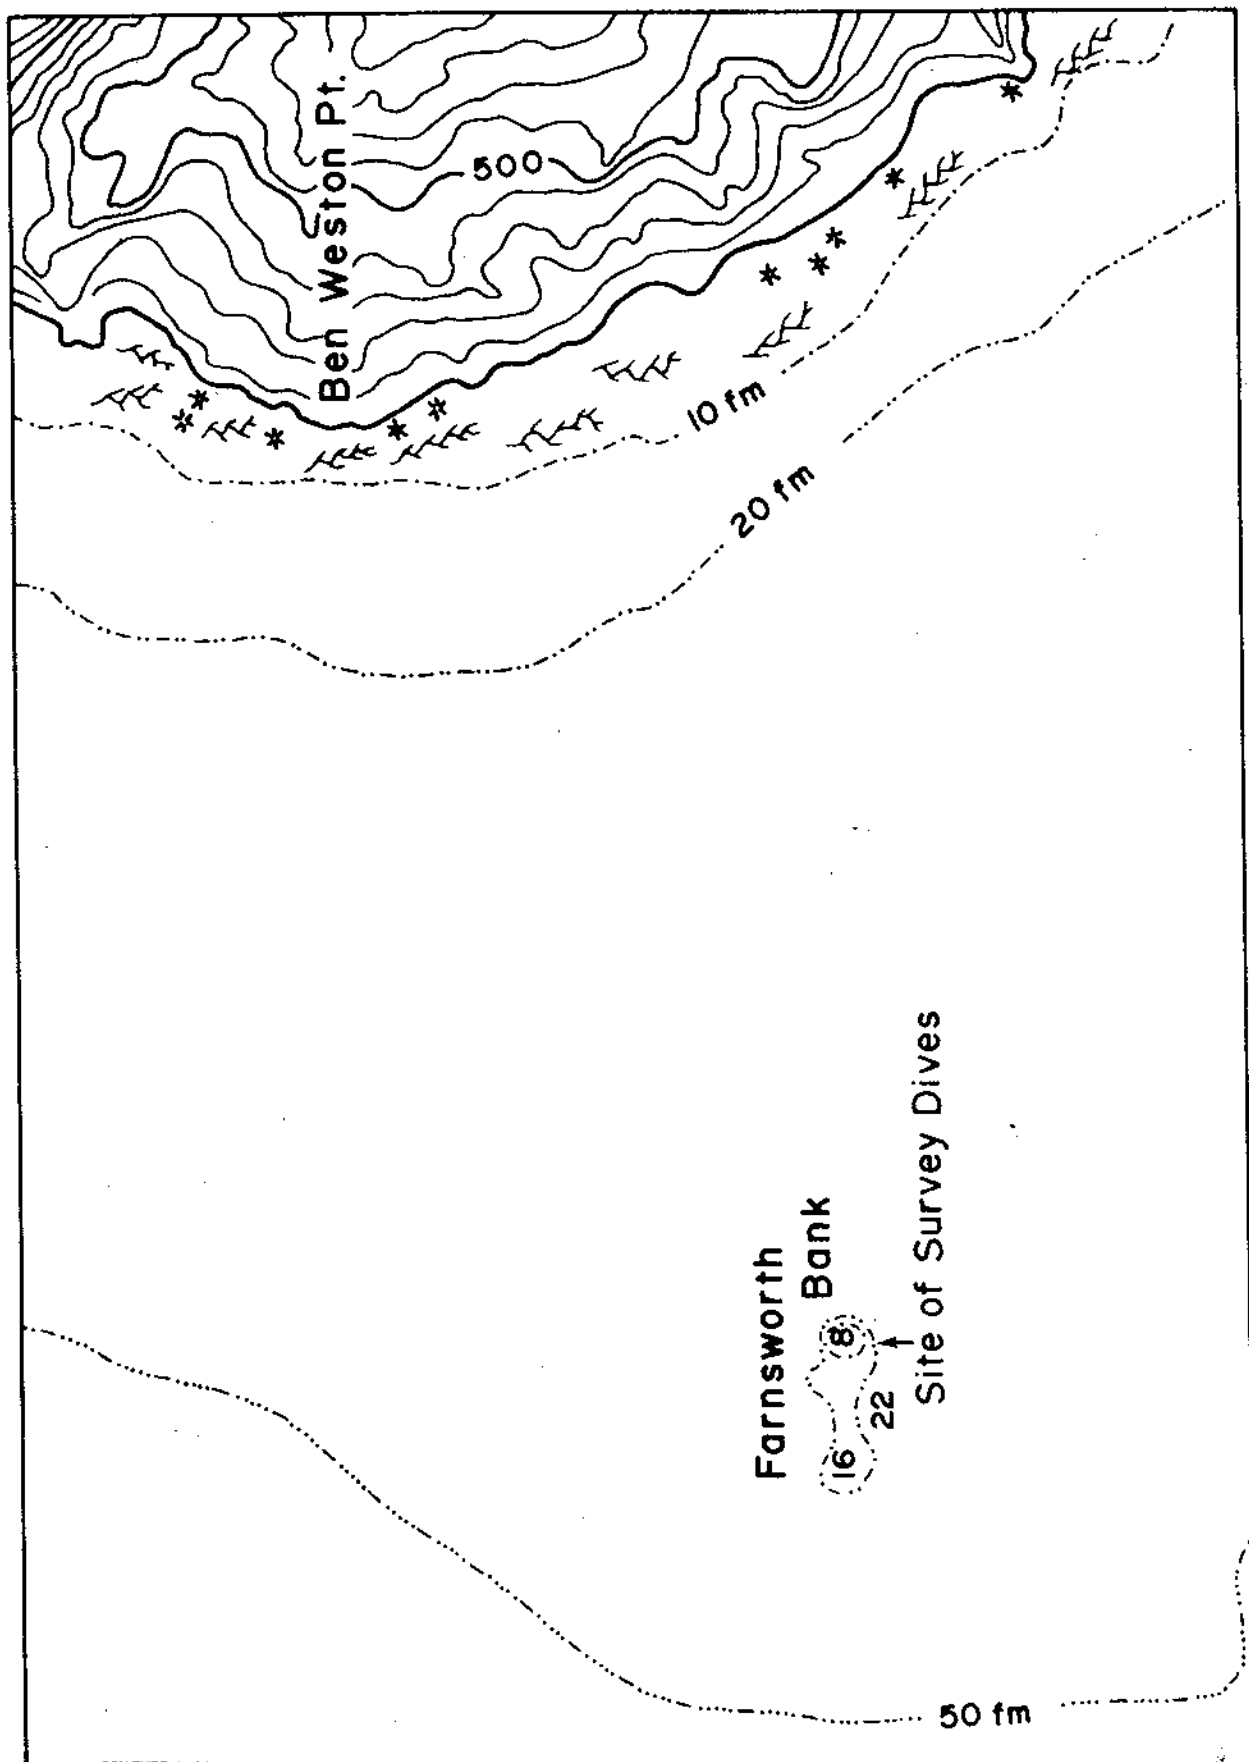 Ben Weston Pt.
500
10 fm
20 fm
Farnsworth
Bank
8
16
22
Site of Survey Dives
50 fm